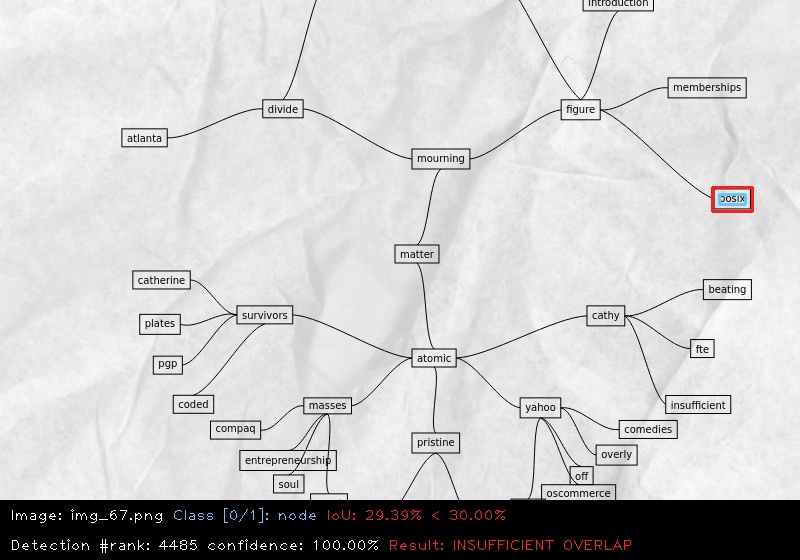 introduction
memberships
figure
divide
atlanta
mourning
posix
matter
catherine
beating
survivors
cathy
plates
fte
atomic
pgp
coded
masses
yahoo
insufficient
compaq
comedies
pristine
overly
entrepreneurship
off
soul
oscommerce
Image: img_67.png Class [0/1]: node IoU: 29.39% < 30.00%
Detection #rank: 4485 confidence: 100.00% Result: INSUFFICIENT OVERLAP